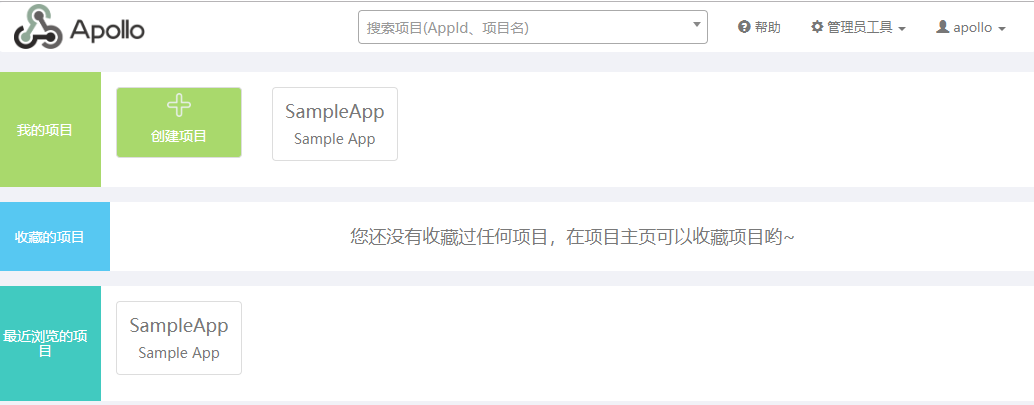 Apollo
搜索项目(AppId、项目名)
帮助
管理员工具
apollo
我的项目
创建项目
SampleApp
Sample App
收藏的项目
您还没有收藏过任何项目，在项目主页可以收藏项目哟~
最近浏览的项
目
SampleApp
Sample App